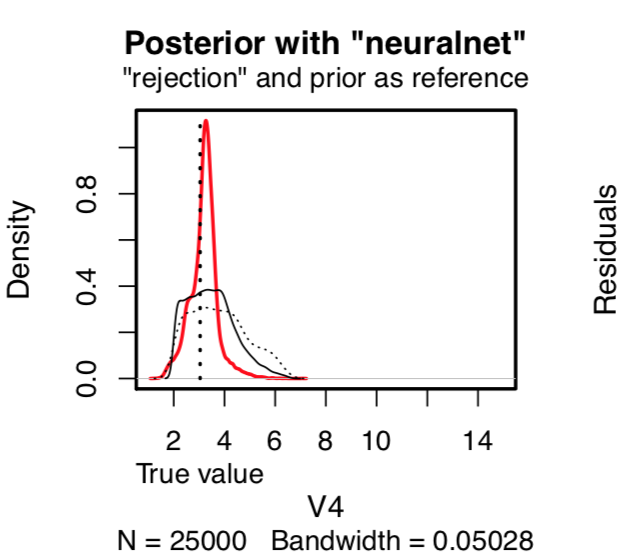 Posterior with "neuralnet"
"rejection" and prior as reference
Density
0.8
0.4
0.0
2 4 6 8 10 14
True value
V4
N = 25000 Bandwidth = 0.05028
Residuals